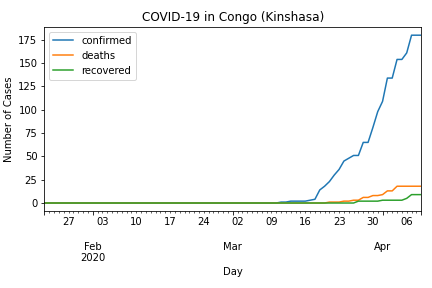 COVID-19 in Congo (Kinshasa)
confirmed
deaths
recovered
Number of Cases
175
150
125
100
75
50
25
0
27 03 10 17 24 02 09 16 23 30 06
Feb Mar Apr
2020
Day